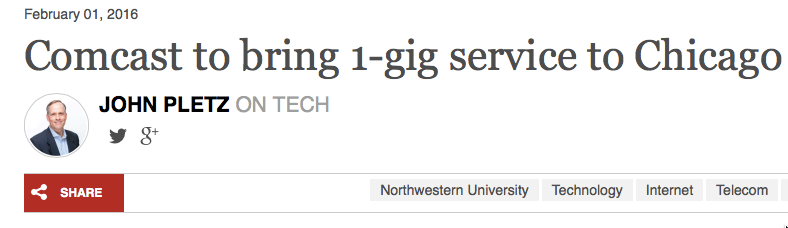 February 01, 2016
Comcast to bring 1-gig service to Chicago
JOHN PLETZ ON TECH
g+
SHARE
Northwestern University
Technology
Internet
Telecom